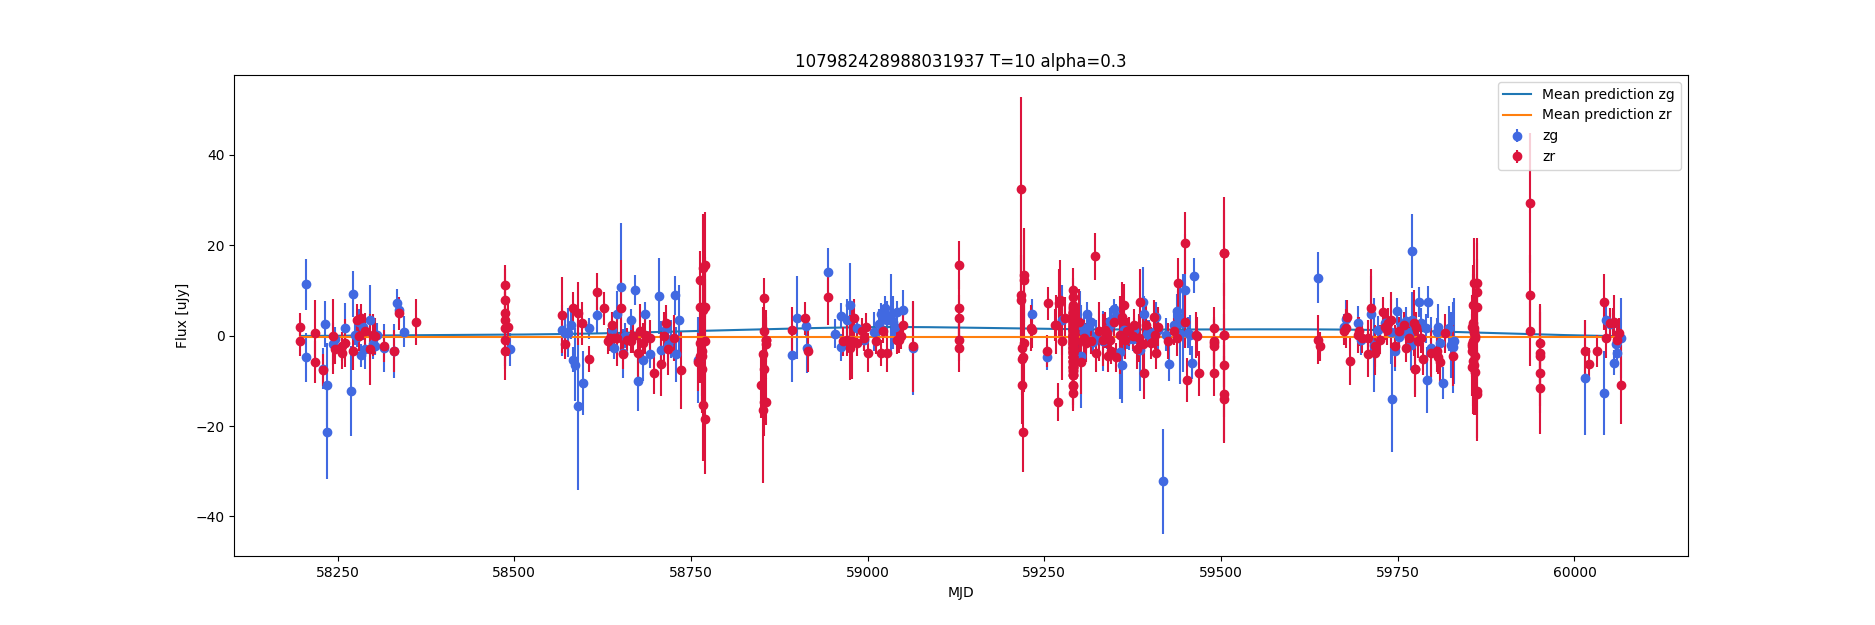 107982428988031937 T=10 alpha=0.3
Mean prediction zg
Mean prediction zr
zg
zr
Flux [uJy]
40
20
0
−20
−40
58250 58500 58750 59000 59250 59500 59750 60000
MJD